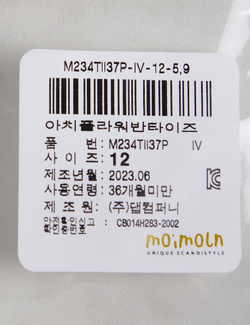 M234TII37P-IV-12-5,9
아치플라워반타이즈
품 번: M234TII37P IV
사 이 즈: 12
제조년월: 2023.06
사용연령: 36개월미만
제 조 원: (주)댑컴퍼니
안전확인신고 확인증번호 : CB014H263-2002
moimoln
UNIQUE SCANDISTYLE